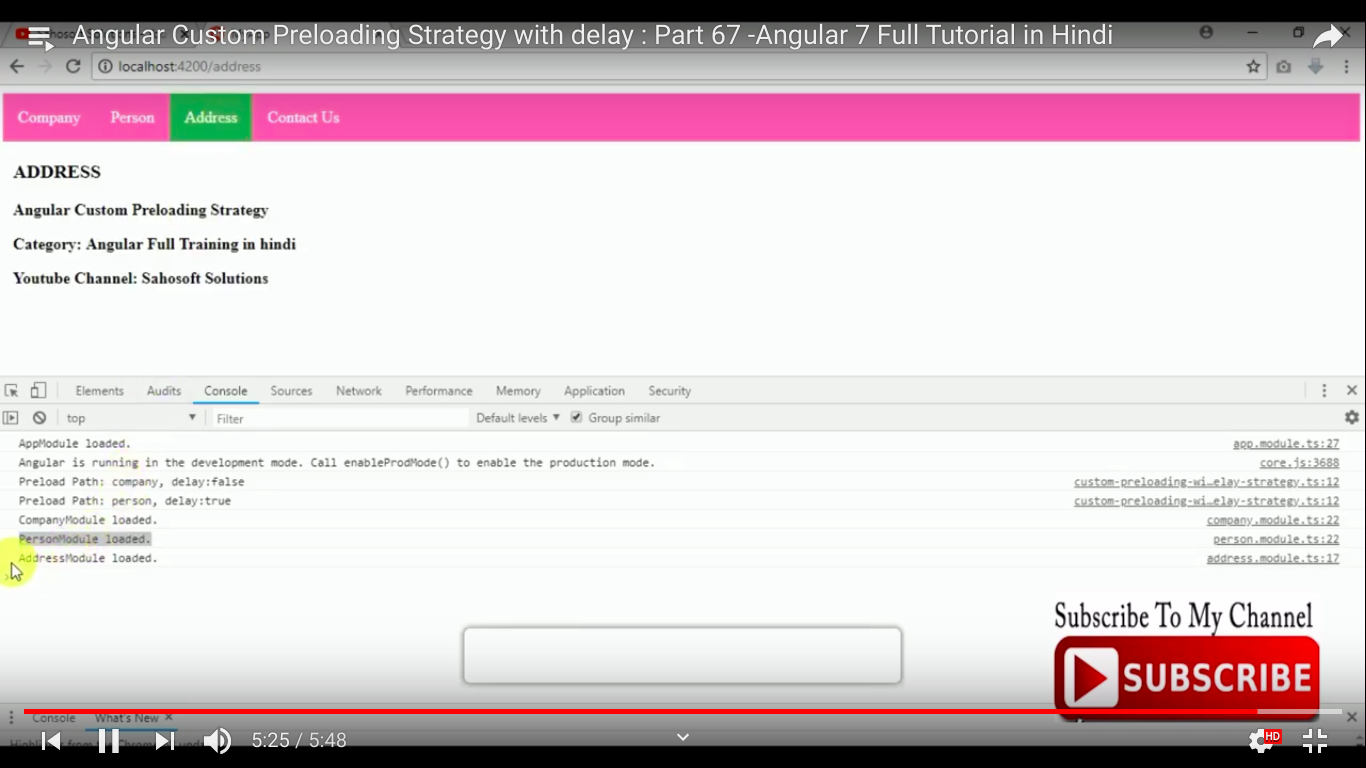 Angular Custom Preloading Strategy with delay : Part 67 -Angular 7 Full Tutorial in Hindi
localhost:4200/address
Company Person Address Contact Us
ADDRESS
Angular Custom Preloading Strategy
Category: Angular Full Training in hindi
Youtube Channel: Sahosoft Solutions
Elements Audits Console Sources Network Performance Memory Application Security
top Filter Default levels Group similar
AppModule loaded. app.module.ts:27
Angular is running in the development mode. Call enableProdMode() to enable the production mode. core.js:3688
Preload Path: company, delay:false custom-preloading-wi…elay-strategy.ts:12
Preload Path: person, delay:true custom-preloading-wi…elay-strategy.ts:12
CompanyModule loaded. company.module.ts:22
PersonModule loaded. person.module.ts:22
AddressModule loaded. address.module.ts:17
Subscribe To My Channel
SUBSCRIBE
Console What's New
5:25 / 5:48
HD